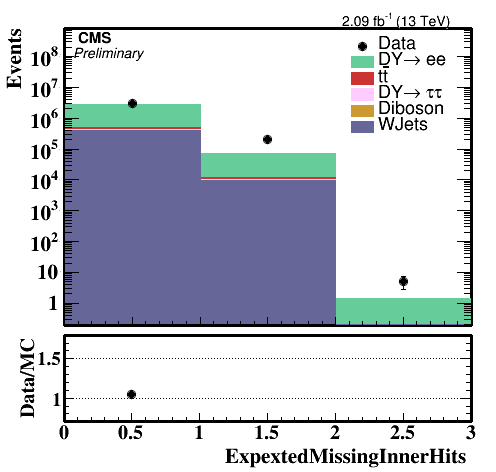 2.09 fb⁻¹ (13 TeV)
CMS
Preliminary
Events
10⁸
10⁷
10⁶
10⁵
10⁴
10³
10²
10
1
Data
DY→ ee
tt̄
DY→ ττ
Diboson
WJets
Data/MC
1.5
1
0 0.5 1 1.5 2 2.5 3
ExpextedMissingInnerHits